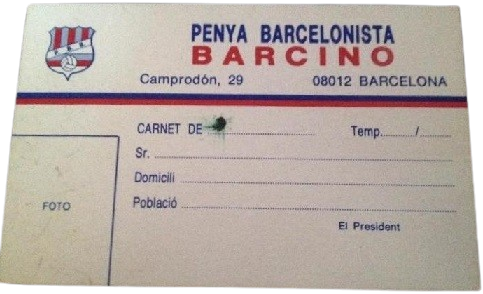 PENYA BARCELONISTA
BARCINO
Camprodón, 29 08012 BARCELONA
CARNET DE ........................ Temp........../..........
Sr. ..........................................................
Domicili ..................................................
Població ..................................................
FOTO
El President